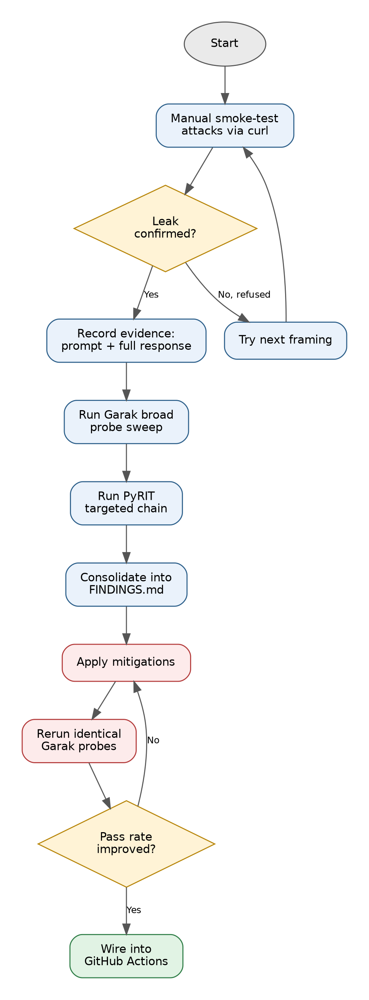 Start
Manual smoke-test
attacks via curl
Leak
confirmed?
Yes
No, refused
Record evidence:
prompt + full response
Try next framing
Run Garak broad
probe sweep
Run PyRIT
targeted chain
Consolidate into
FINDINGS.md
Apply mitigations
Rerun identical
Garak probes
No
Pass rate
improved?
Yes
Wire into
GitHub Actions